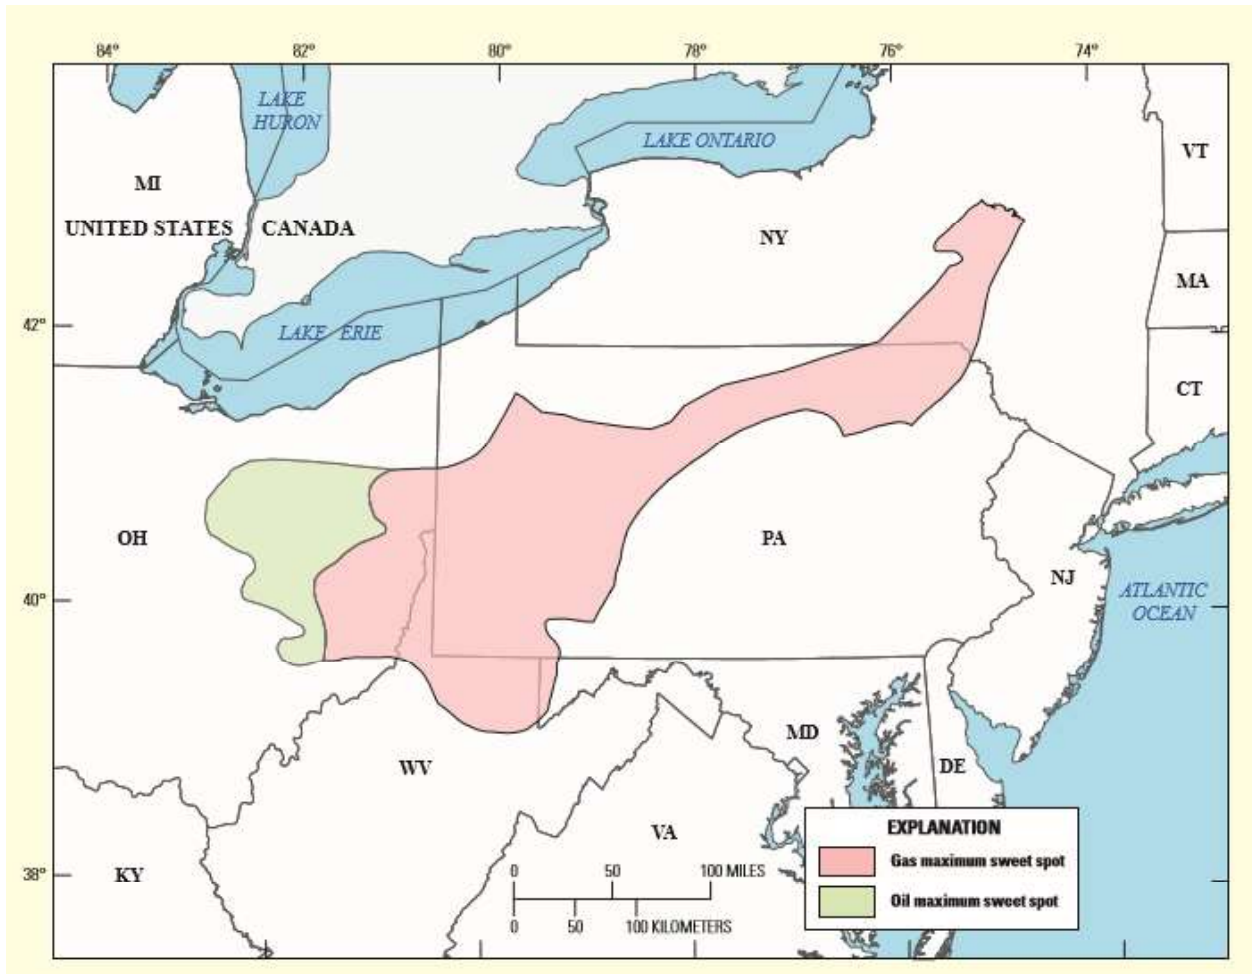 84° 82° 80° 78° 76° 74°
LAKE
HURON
LAKE ONTARIO
VT
MI
UNITED STATES CANADA
NY
MA
42°
LAKE ERIE
CT
OH
PA
NJ
40°
ATLANTIC
OCEAN
MD
WV
DE
VA
KY
38°
0 50 100 MILES
0 50 100 KILOMETERS
EXPLANATION
Gas maximum sweet spot
Oil maximum sweet spot